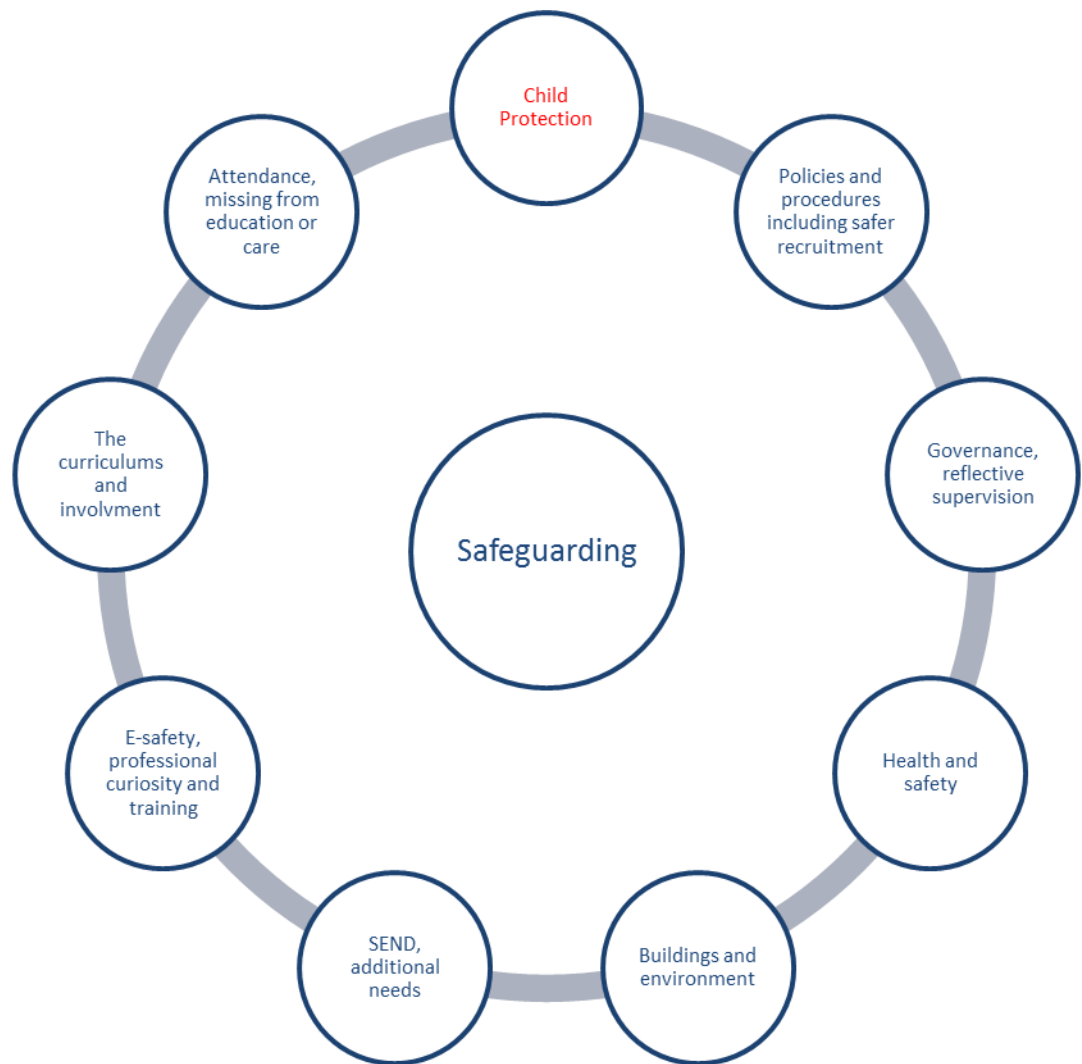 Child
Protection
Policies and
procedures
including safer
recruitment
Governance,
reflective
supervision
Health and
safety
Buildings and
environment
SEND,
additional
needs
E-safety,
professional
curiosity and
training
The
curriculums
and
involvment
Attendance,
missing from
education or
care
Safeguarding